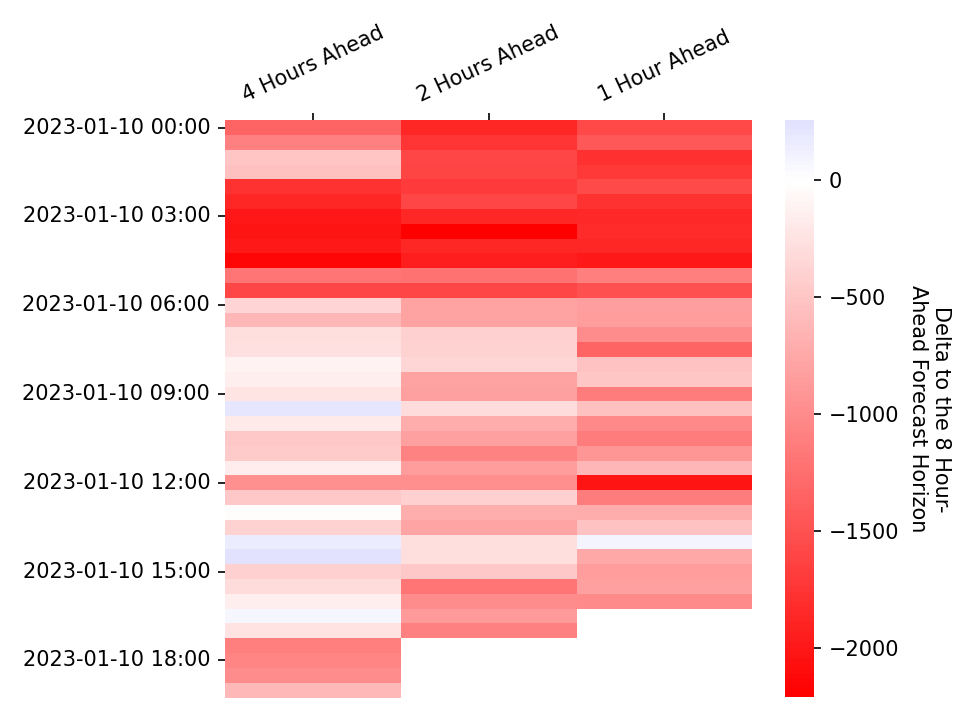 4 Hours Ahead
2 Hours Ahead
1 Hour Ahead
2023-01-10 00:00
2023-01-10 03:00
2023-01-10 06:00
2023-01-10 09:00
2023-01-10 12:00
2023-01-10 15:00
2023-01-10 18:00
0
−500
−1000
−1500
−2000
Delta to the 8 Hour-
Ahead Forecast Horizon